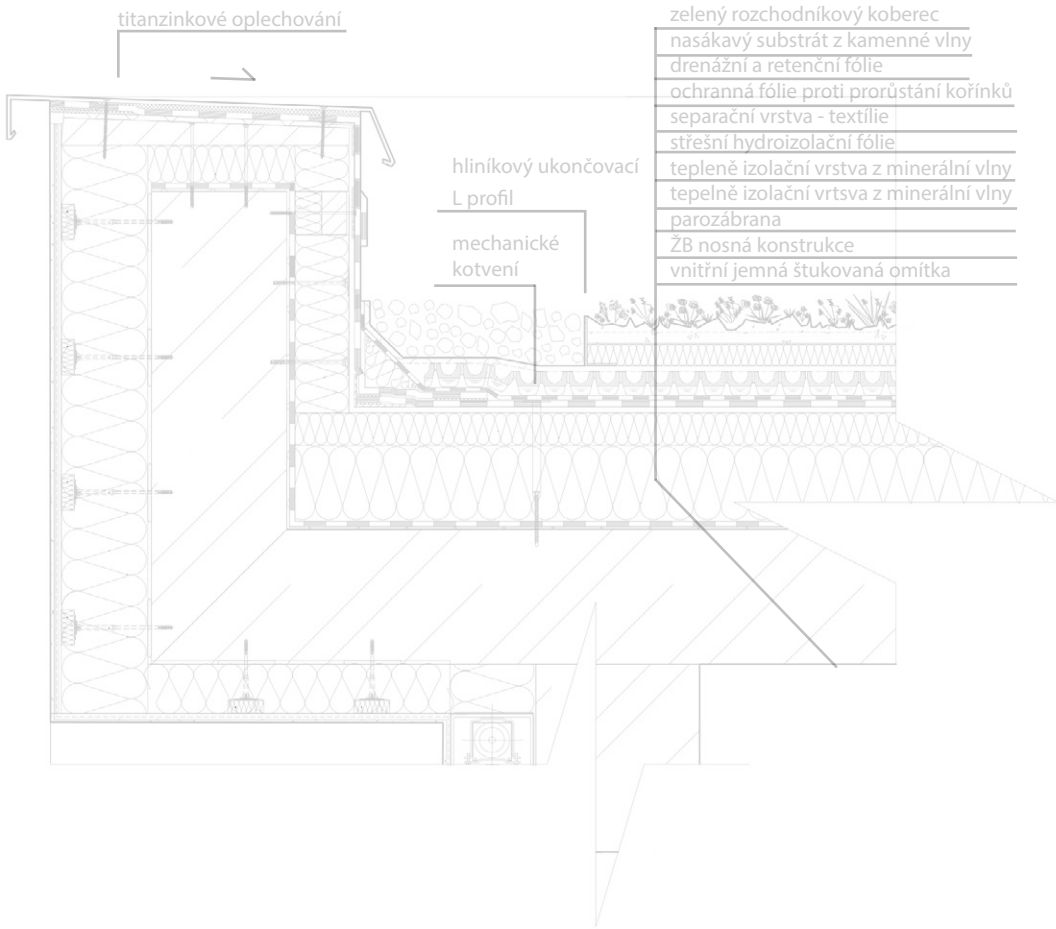 titanzinkové oplechování
zelený rozchodníkový koberec
nasákavý substrát z kamenné vlny
drenážní a retenční fólie
ochranná fólie proti prorůstání kořínků
separační vrstva - textílie
střešní hydroizolační fólie
tepleně izolační vrstva z minerální vlny
tepelně izolační vrtsva z minerální vlny
parozábrana
ŽB nosná konstrukce
vnitřní jemná štukovaná omítka
hliníkový ukončovací
L profil
mechanické
kotvení